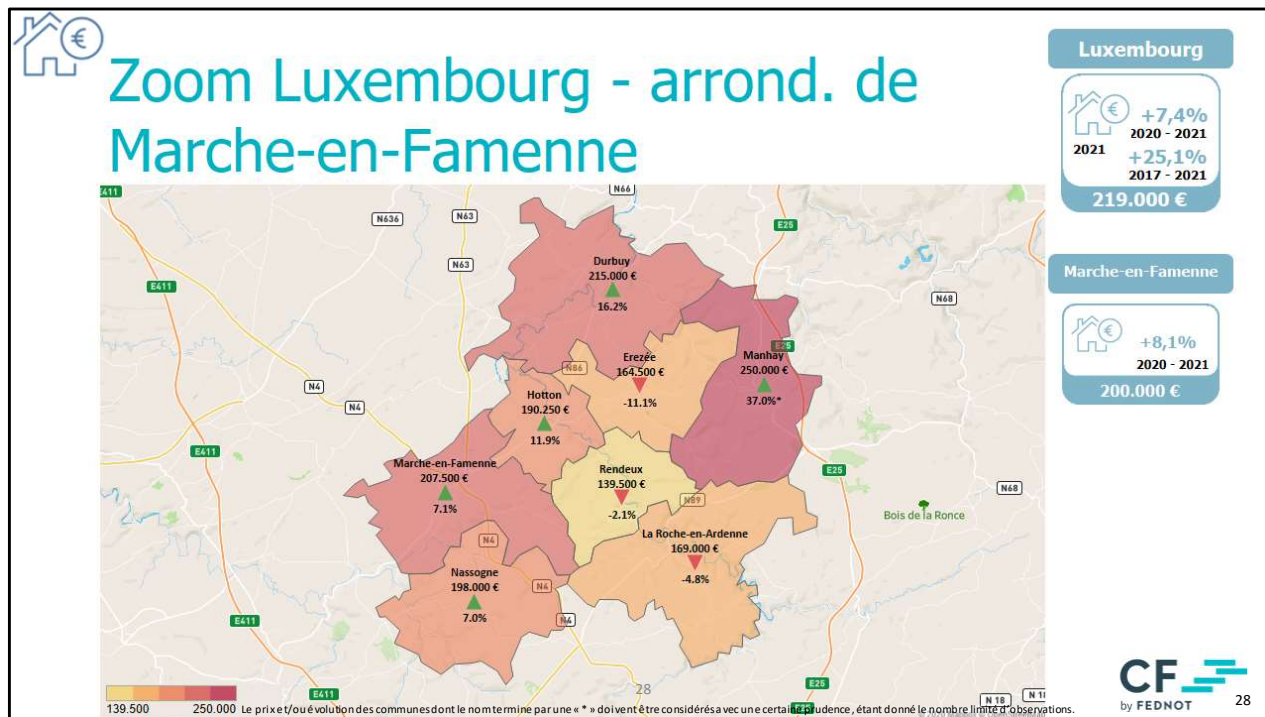 Zoom Luxembourg - arrond. de
Marche-en-Famenne
Luxembourg
+7,4%
2020 - 2021
2021
+25,1%
2017 - 2021
219.000 €
Marche-en-Famenne
+8,1%
2020 - 2021
200.000 €
E411
N66
N636
N63
E25
Durbuy
215.000 €
16.2%
N63
E411
N68
Erezée
164.500 €
-11.1%
N86
Manhay
250.000 €
37.0%*
E25
N4
N4
Hotton
190.250 €
11.9%
E411
Marche-en-Famenne
207.500 €
7.1%
Rendeux
139.500 €
-2.1%
N89
E25
N68
Bois de la Ronce
La Roche-en-Ardenne
169.000 €
-4.8%
N4
Nassogne
198.000 €
7.0%
N4
N4
E411
E411
E25
N 18
N 18
28
139.500 250.000
Le prix et/ou évolution des communes dont le nom termine par une « * » doivent être considérés avec une certaine prudence, étant donné le nombre limité d'observations.
© 2020 Mapbox © OpenStreetMap
CF
by FEDNOT
28